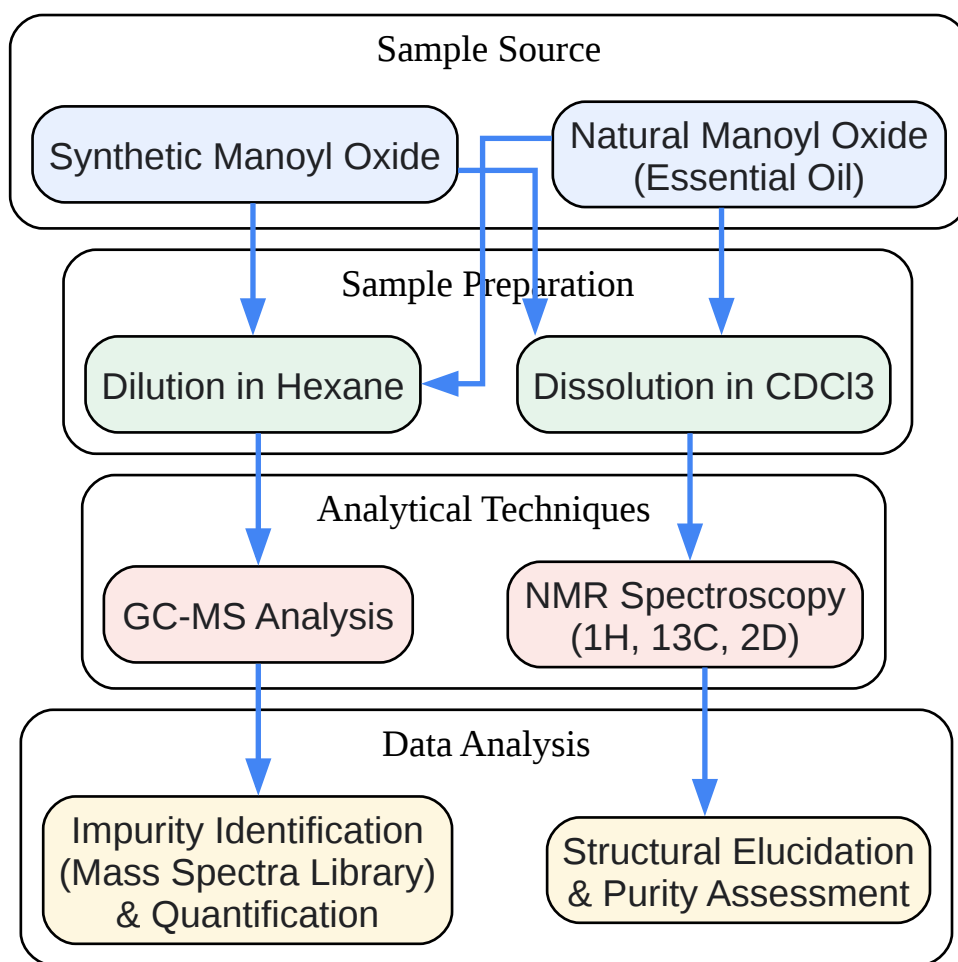 Sample Source
Synthetic Manoyl Oxide
Natural Manoyl Oxide
(Essential Oil)
Sample Preparation
Dilution in Hexane
Dissolution in CDCl3
Analytical Techniques
GC-MS Analysis
NMR Spectroscopy
(1H, 13C, 2D)
Data Analysis
Impurity Identification
(Mass Spectra Library)
& Quantification
Structural Elucidation
& Purity Assessment